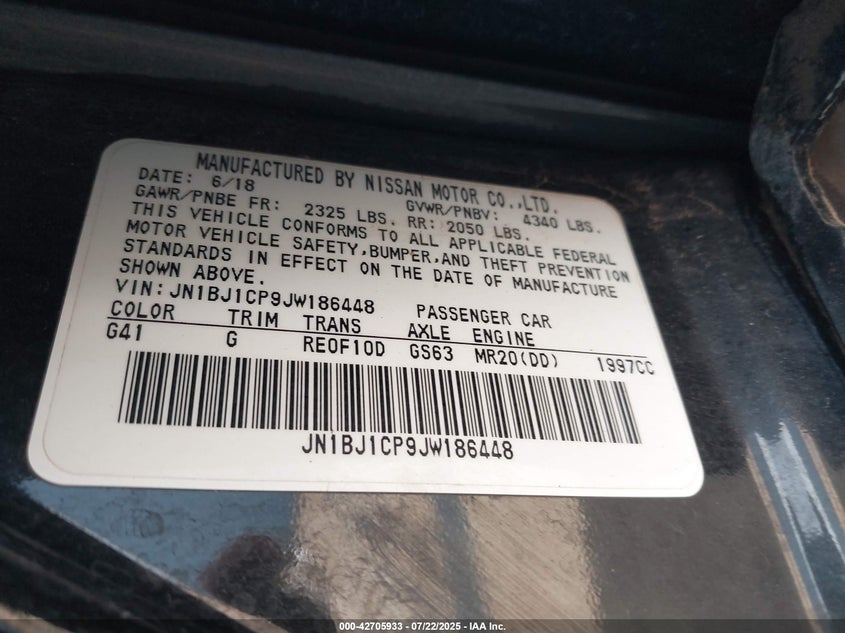 MANUFACTURED BY NISSAN MOTOR CO.,LTD.
DATE: 6/18 GVWR/PNBV: 4340 LBS.
GAWR/PNBE FR: 2325 LBS. RR: 2050 LBS.
THIS VEHICLE CONFORMS TO ALL APPLICABLE FEDERAL
MOTOR VEHICLE SAFETY,BUMPER,AND THEFT PREVENTION
STANDARDS IN EFFECT ON THE DATE OF MANUFACTURE
SHOWN ABOVE.
VIN:JN1BJ1CP9JW186448 PASSENGER CAR
COLOR TRIM TRANS AXLE ENGINE
G41 G RE0F10D GS63 MR20(DD) 1997CC
JN1BJ1CP9JW186448
000-42705933 - 07/22/2025 - IAA Inc.